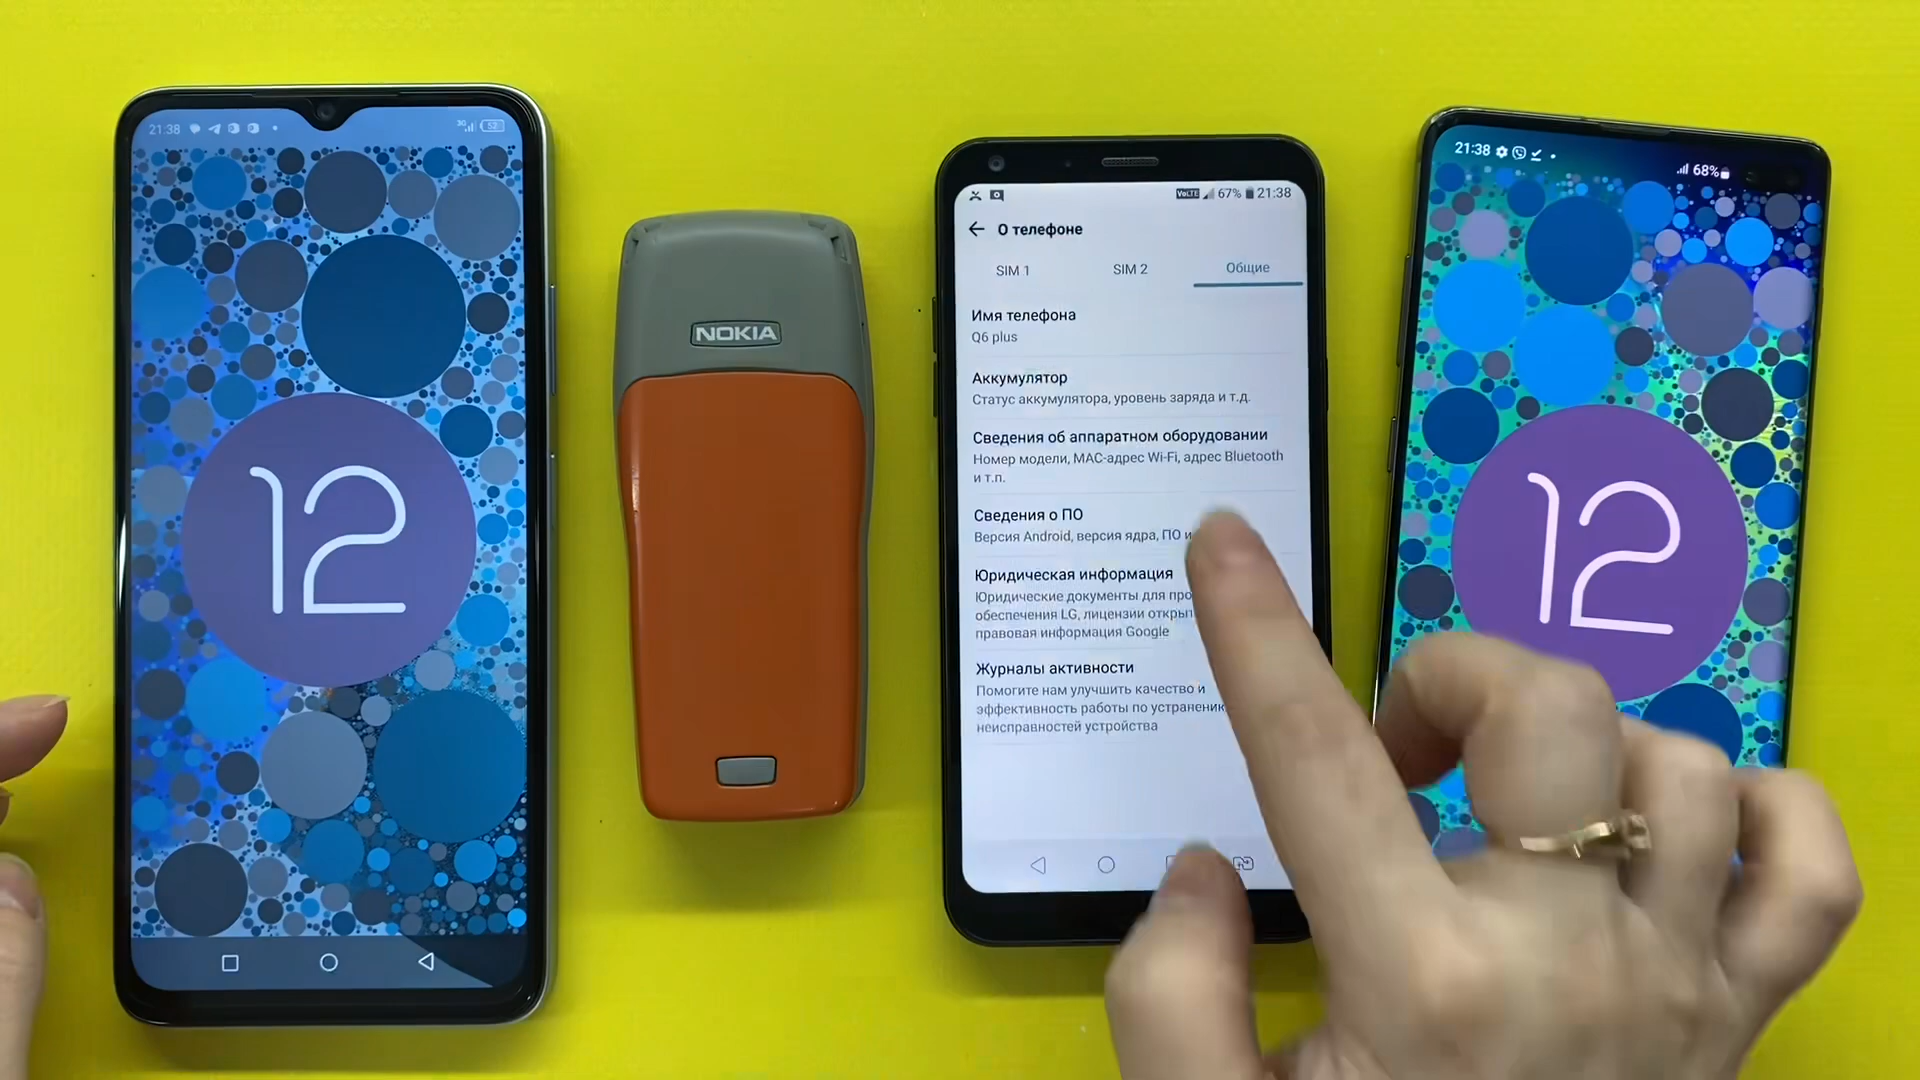 21:38
3G 52
12
NOKIA
VoLTE 67% 21:38
О телефоне
SIM 1 SIM 2 Общие
Имя телефона
Q6 plus
Аккумулятор
Статус аккумулятора, уровень заряда и т.д.
Сведения об аппаратном оборудовании
Номер модели, MAC-адрес Wi-Fi, адрес Bluetooth
и т.п.
Сведения о ПО
Версия Android, версия ядра, ПО и
Юридическая информация
Юридические документы для про
обеспечения LG, лицензии откры
правовая информация Google
Журналы активности
Помогите нам улучшить качество и
эффективность работы по устранени
неисправностей устройства
21:38 68%
12